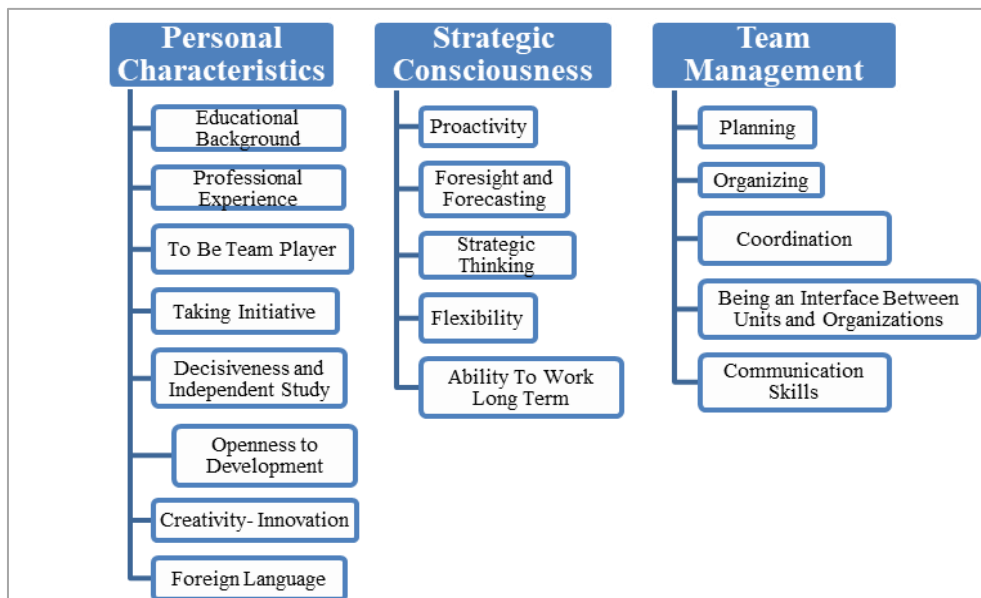 Personal
Characteristics
Educational
Background
Professional
Experience
To Be Team Player
Taking Initiative
Decisiveness and
Independent Study
Openness to
Development
Creativity- Innovation
Foreign Language
Strategic
Consciousness
Proactivity
Foresight and
Forecasting
Strategic
Thinking
Flexibility
Ability To Work
Long Term
Team
Management
Planning
Organizing
Coordination
Being an Interface Between
Units and Organizations
Communication
Skills